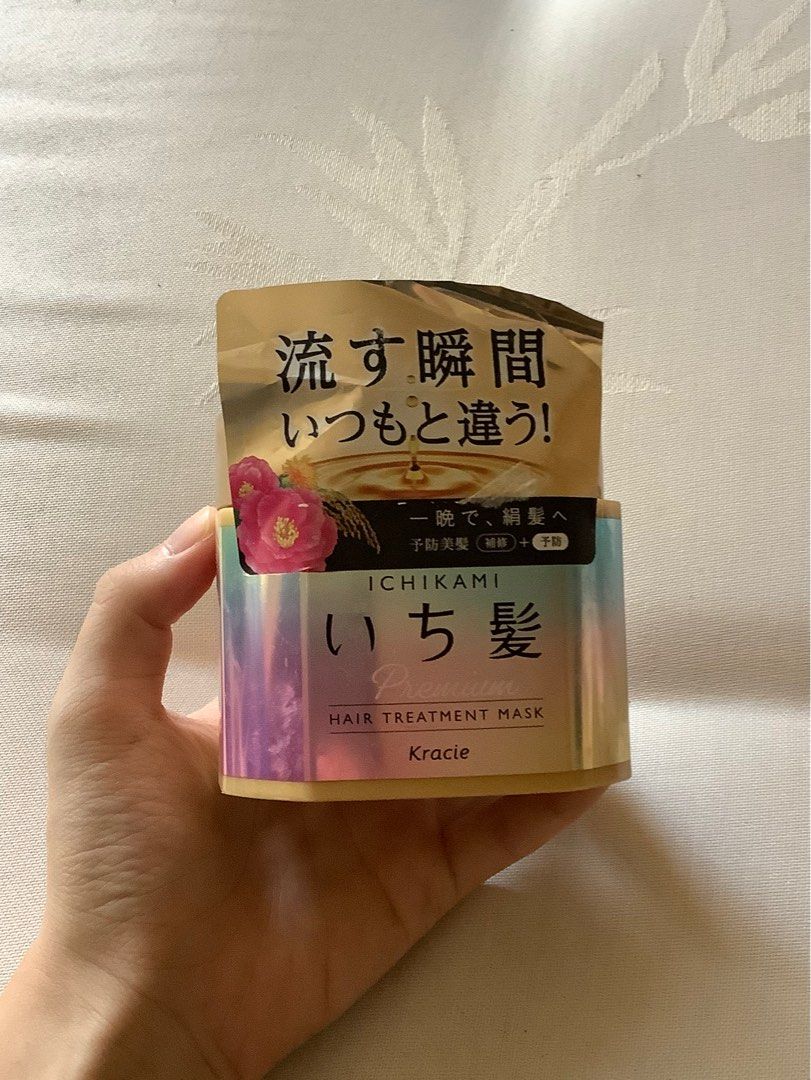 流す瞬間
いつもと違う!
一晩で、絹髪へ
予防美髪 補修 + 予防
ICHIKAMI
いち髪
Premium
HAIR TREATMENT MASK
Kracie